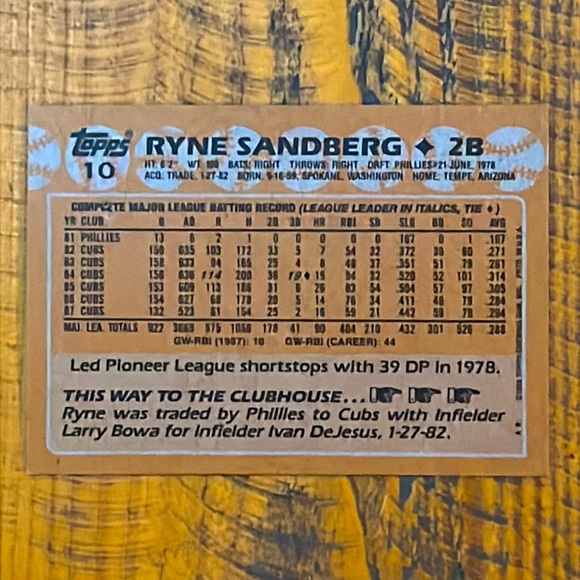 Topps RYNE SANDBERG ✦ 2B
10 HT: 6'2" WT: 180 BATS: RIGHT THROWS: RIGHT DRAFT: PHILLIES #21-JUNE, 1978
ACQ: TRADE, 1-27-82 BORN: 9-18-59, SPOKANE, WASHINGTON HOME: TEMPE, ARIZONA
COMPLETE MAJOR LEAGUE BATTING RECORD (LEAGUE LEADER IN ITALICS, TIE ♦)
YR CLUB G AB R H 2B 3B HR RBI SB SLG BB SO AVG
81 PHILLIES 13 6 2 1 0 0 0 0 0 .167 0 1 .167
82 CUBS 156 635 103 172 33 5 7 54 32 .372 36 90 .271
83 CUBS 158 633 94 165 25 4 8 48 37 .351 51 79 .261
84 CUBS 156 636 114 200 36 19♦ 19 84 32 .520 52 101 .314
85 CUBS 153 609 113 186 31 6 26 83 54 .504 57 97 .305
86 CUBS 154 627 68 178 28 5 14 76 34 .411 46 79 .284
87 CUBS 132 523 81 154 25 2 16 59 21 .442 59 79 .294
MAJ. LEA. TOTALS 922 3669 575 1056 178 41 90 404 210 .432 301 526 .288
GW-RBI (1987): 10 GW-RBI (CAREER): 44
Led Pioneer League shortstops with 39 DP in 1978.
THIS WAY TO THE CLUBHOUSE...
Ryne was traded by Phillies to Cubs with Infielder
Larry Bowa for Infielder Ivan DeJesus, 1-27-82.